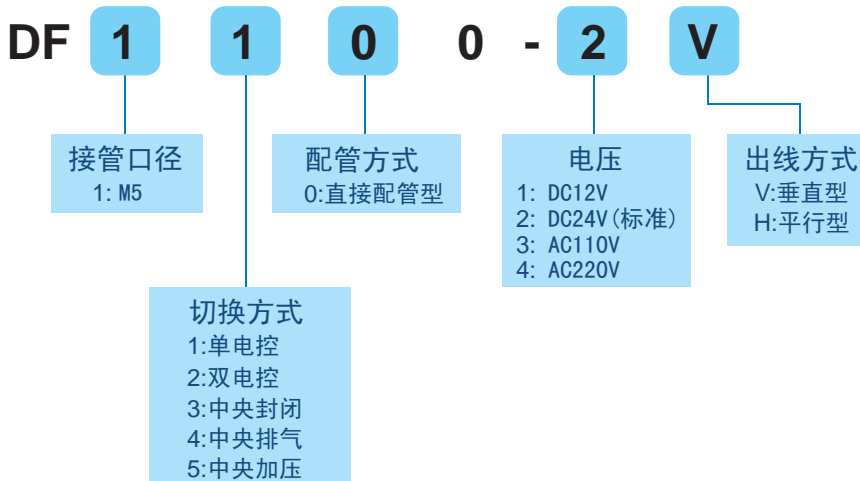 DF 1 1 0 0 - 2 V
接管口径
1: M5
配管方式
0:直接配管型
电压
1: DC12V
2: DC24V(标准)
3: AC110V
4: AC220V
出线方式
V:垂直型
H:平行型
切换方式
1:单电控
2:双电控
3:中央封闭
4:中央排气
5:中央加压